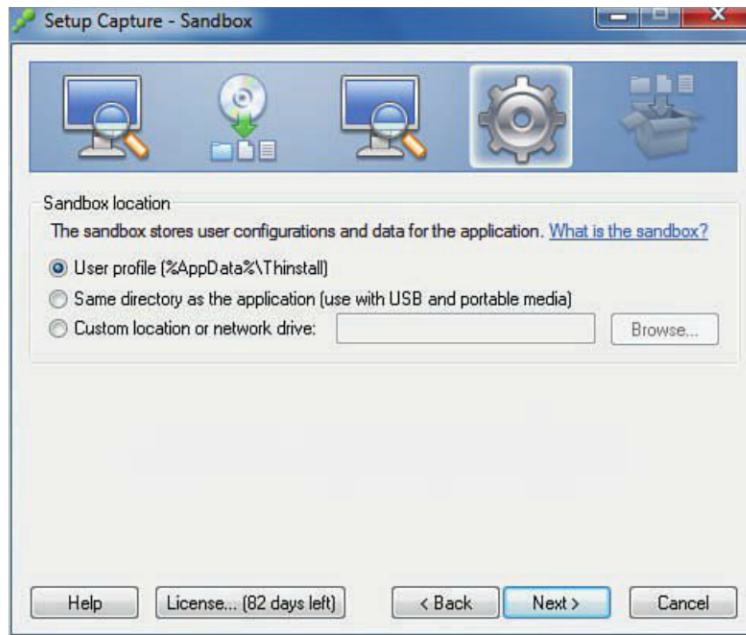 Setup Capture - Sandbox
Sandbox location
The sandbox stores user configurations and data for the application. What is the sandbox?
User profile (%AppData%\Thinstall)
Same directory as the application (use with USB and portable media)
Custom location or network drive:
Browse...
Help
License... (82 days left)
< Back
Next >
Cancel